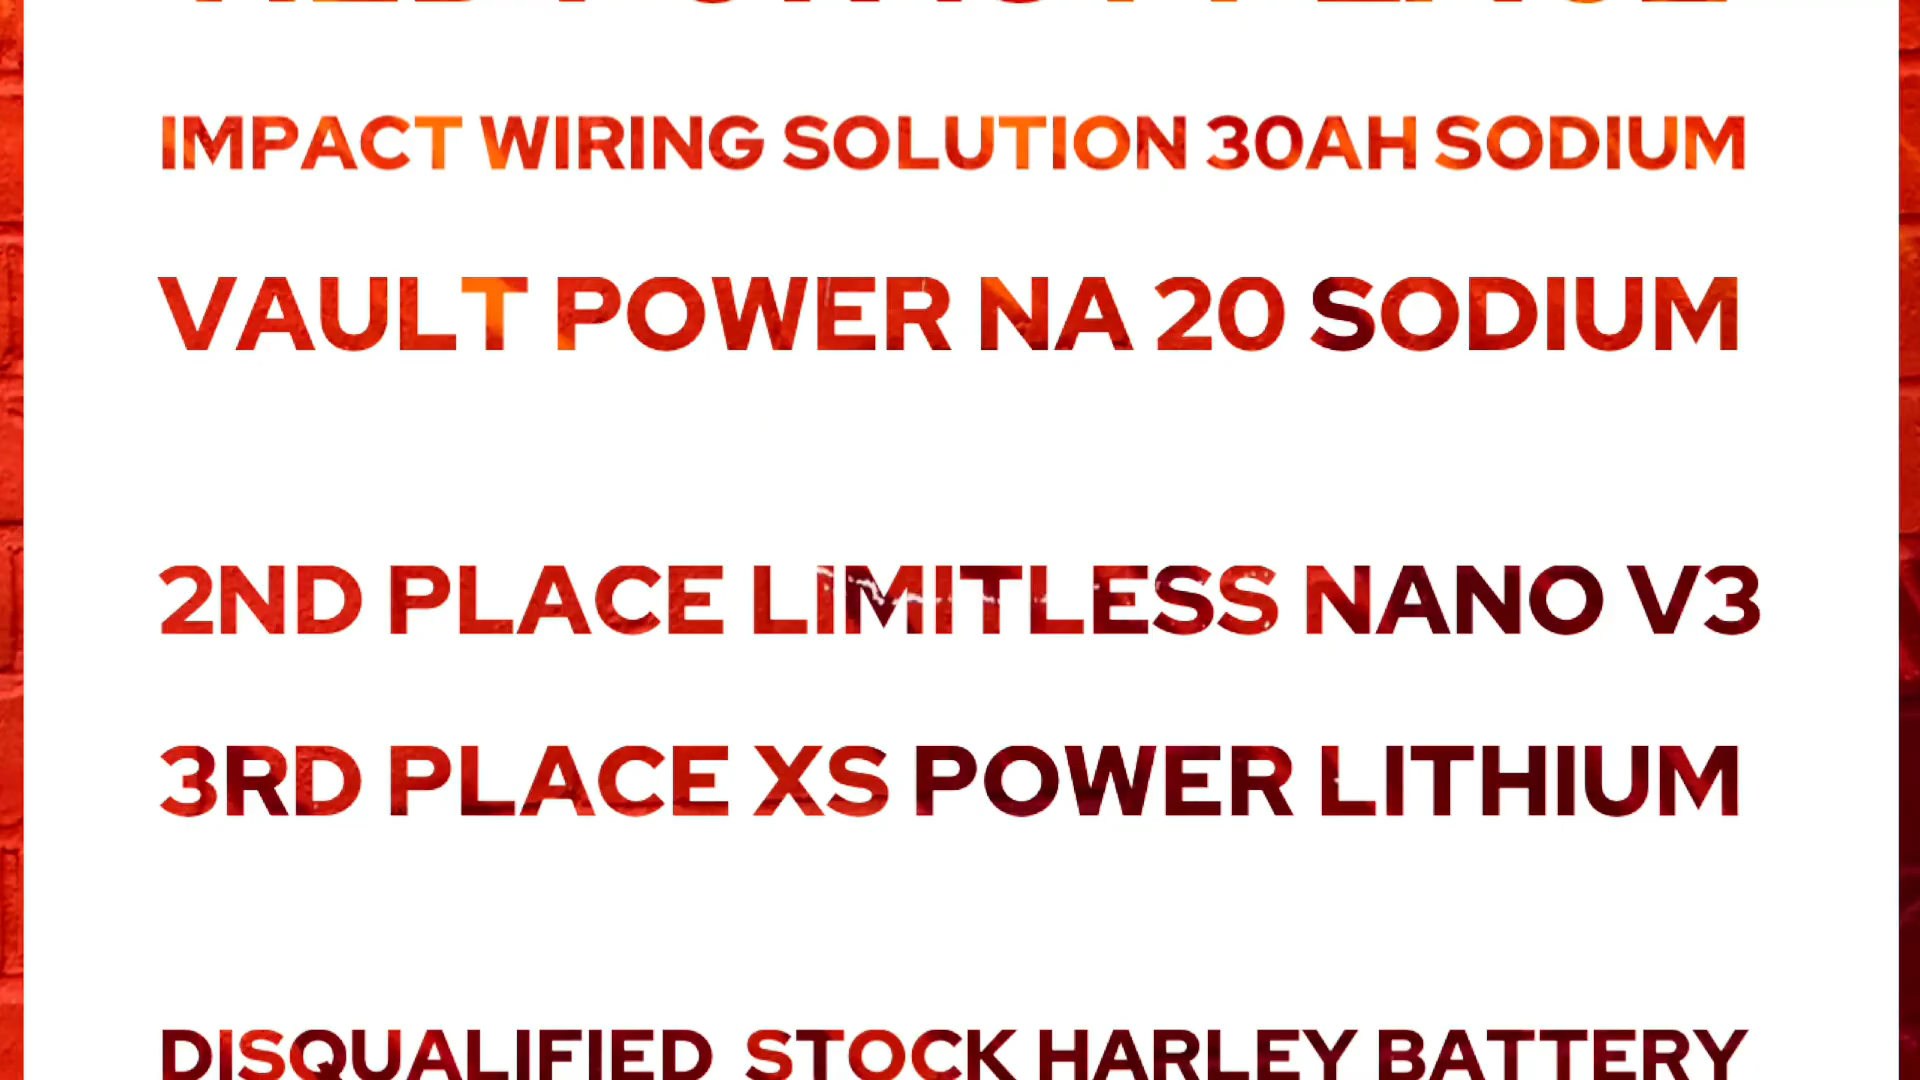 IMPACT WIRING SOLUTION 30AH SODIUM
VAULT POWER NA 20 SODIUM
2ND PLACE LIMITLESS NANO V3
3RD PLACE XS POWER LITHIUM
DISQUALIFIED STOCK HARLEY BATTERY